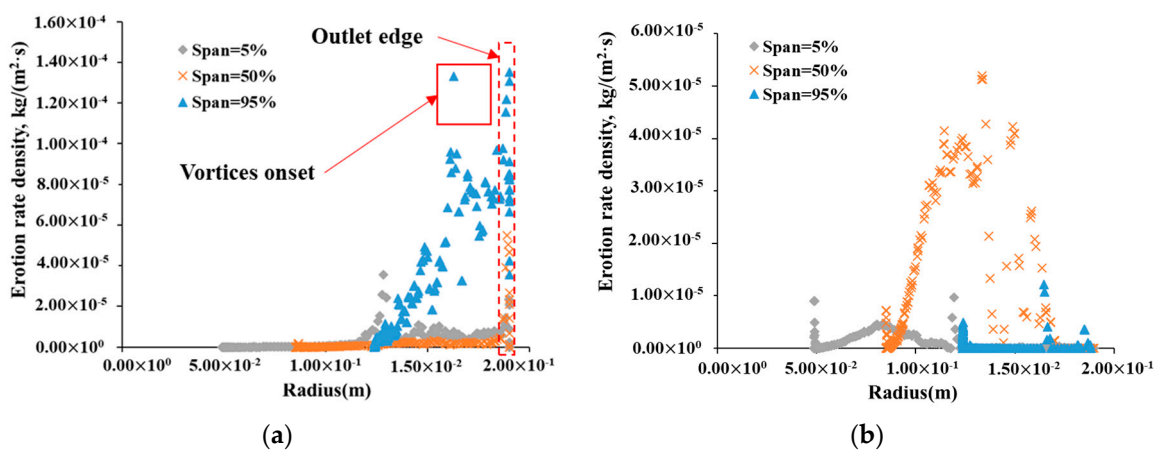 1.60×10⁻⁴
1.40×10⁻⁴
1.20×10⁻⁴
1.00×10⁻⁴
8.00×10⁻⁵
6.00×10⁻⁵
4.00×10⁻⁵
2.00×10⁻⁵
0.00×10⁰
Erotion rate density, kg/(m²·s)
Span=5%
Span=50%
Span=95%
Outlet edge
Vortices onset
0.00×10⁰ 5.00×10⁻² 1.00×10⁻¹ 1.50×10⁻² 2.00×10⁻¹
Radius(m)
(a)
6.00×10⁻⁵
5.00×10⁻⁵
4.00×10⁻⁵
3.00×10⁻⁵
2.00×10⁻⁵
1.00×10⁻⁵
0.00×10⁰
Erotion rate density, kg/(m²·s)
Span=5%
Span=50%
Span=95%
0.00×10⁰ 5.00×10⁻² 1.00×10⁻¹ 1.50×10⁻² 2.00×10⁻¹
Radius(m)
(b)